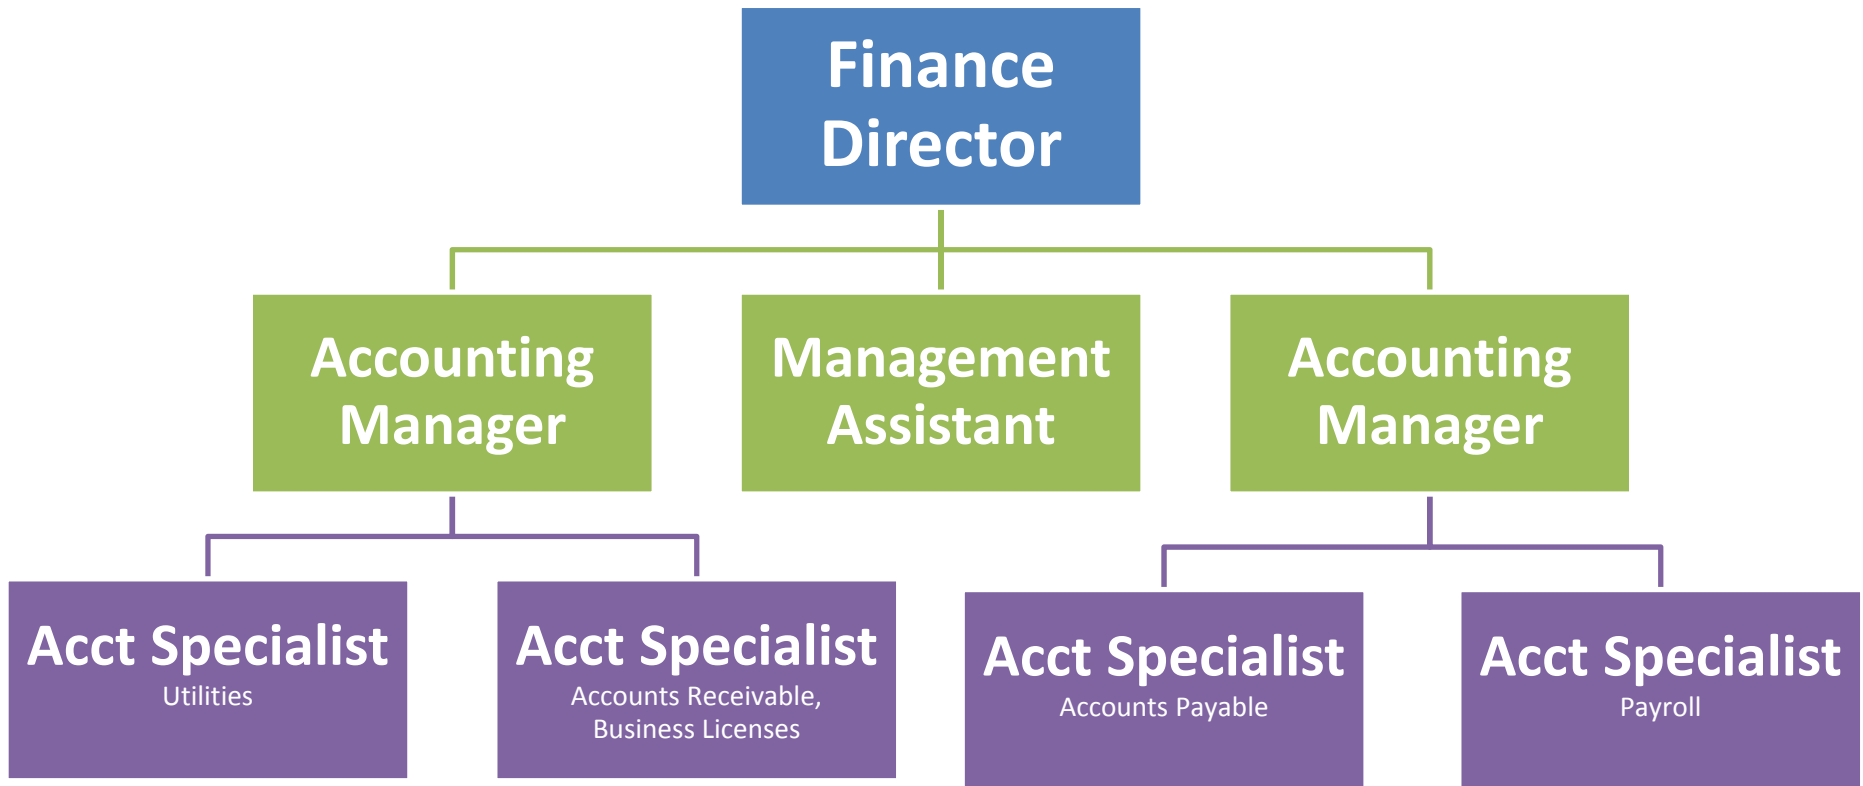 Finance
Director
Accounting
Manager
Management
Assistant
Accounting
Manager
Acct Specialist
Utilities
Acct Specialist
Accounts Receivable,
Business Licenses
Acct Specialist
Accounts Payable
Acct Specialist
Payroll